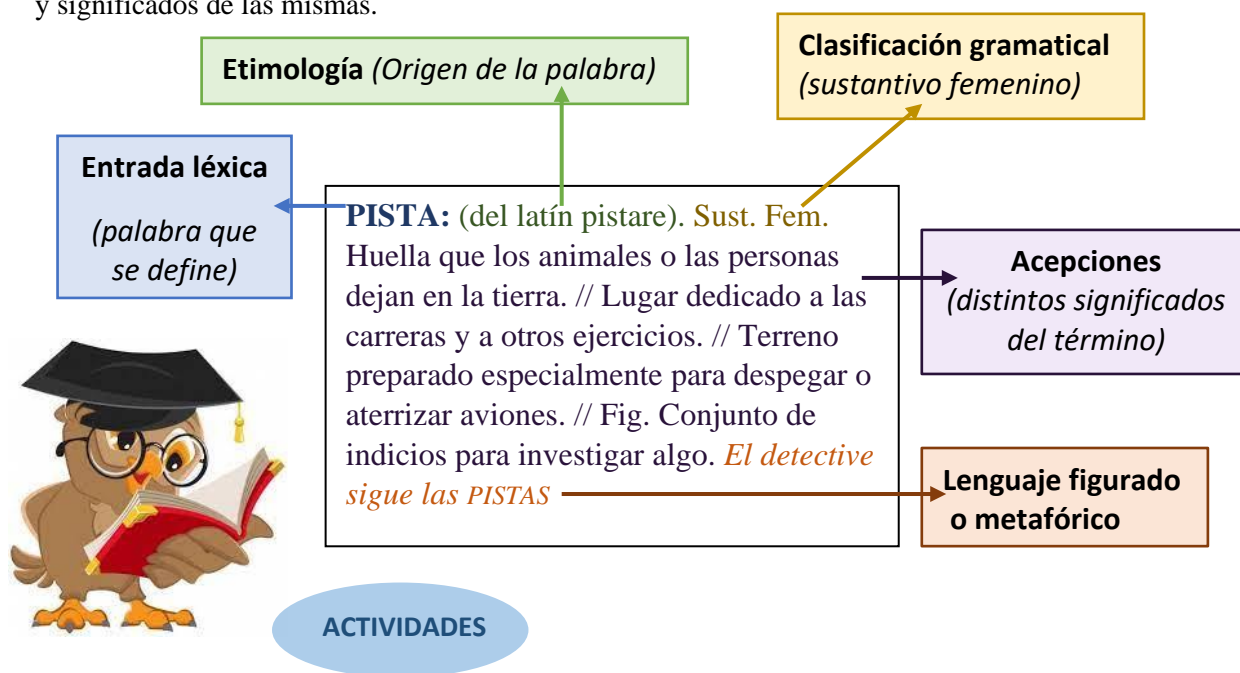 y significados de las mismas.
Etimología (Origen de la palabra)
Clasificación gramatical
(sustantivo femenino)
Entrada léxica
(palabra que
se define)
PISTA: (del latín pistare). Sust. Fem.
Huella que los animales o las personas
dejan en la tierra. // Lugar dedicado a las
carreras y a otros ejercicios. // Terreno
preparado especialmente para despegar o
aterrizar aviones. // Fig. Conjunto de
indicios para investigar algo. El detective
sigue las PISTAS
Acepciones
(distintos significados
del término)
Lenguaje figurado
o metafórico
ACTIVIDADES